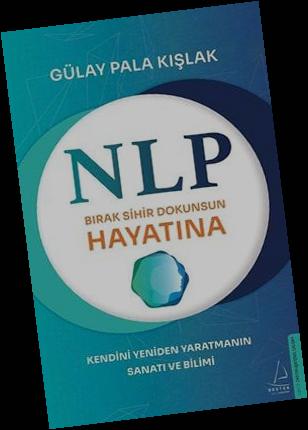 GÜLAY PALA KIŞLAK
NLP
BIRAK SİHİR DOKUNSUN
HAYATINA
KENDİNİ YENİDEN YARATMANIN
SANATI VE BİLİMİ
DESTEK